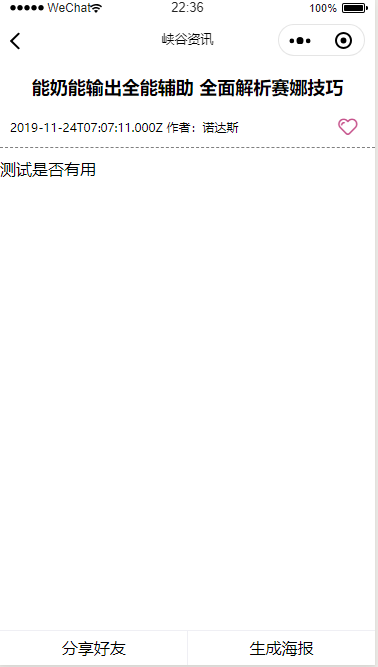 ●●●●● WeChat 22:36 100%
峡谷资讯
能奶能输出全能辅助 全面解析赛娜技巧
2019-11-24T07:07:11.000Z 作者：诺达斯
测试是否有用
分享好友 生成海报